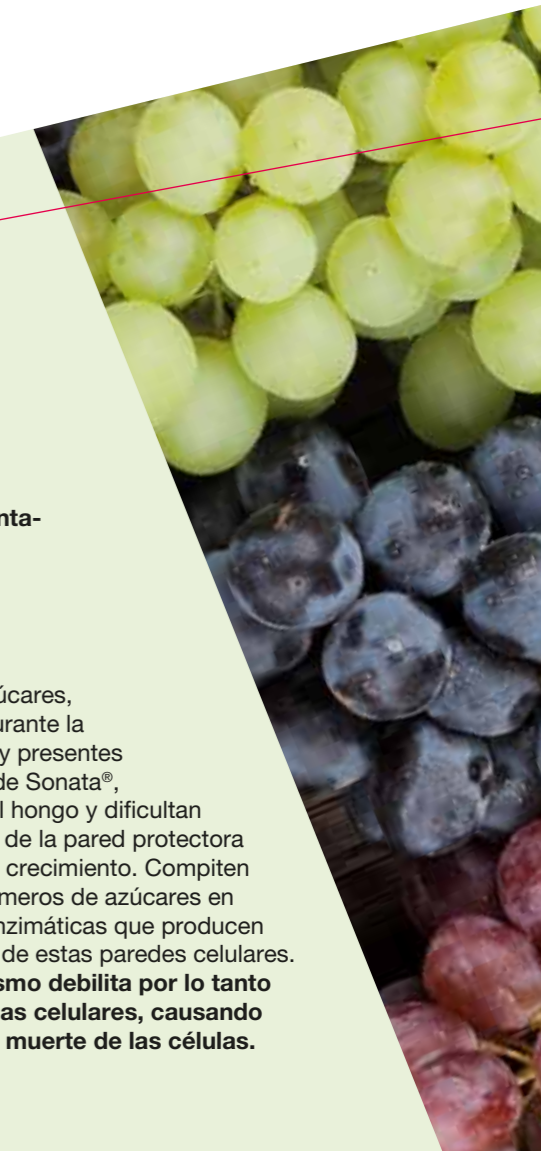 nta-
úcares,
urante la
y presentes
de Sonata®,
l hongo y dificultan
de la pared protectora
crecimiento. Compiten
meros de azúcares en
nzimáticas que producen
de estas paredes celulares.
smo debilita por lo tanto
as celulares, causando
muerte de las células.